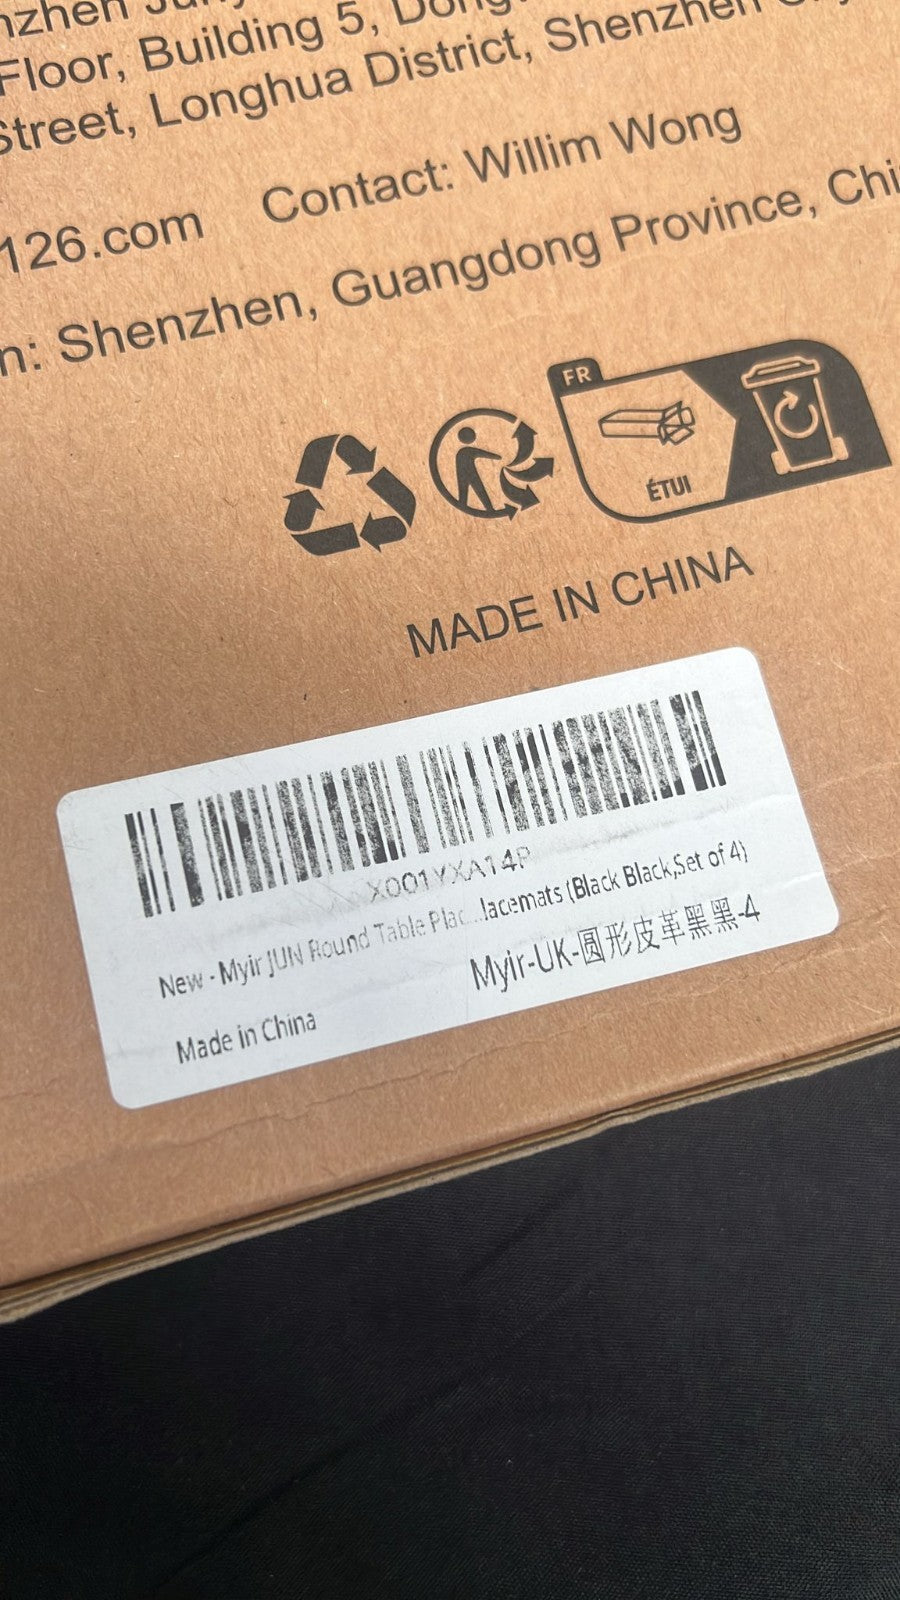 Floor, Building 5,
Street, Longhua District, Shenzhen
126.com Contact: Willim Wong
n: Shenzhen, Guangdong Province, Chi
FR
ÉTUI
MADE IN CHINA
X001YXA14P
New - Myir JUN Round Table Plac...lacemats (Black Black,Set of 4)
Myir-UK-圆形皮革黑黑-4
Made in China